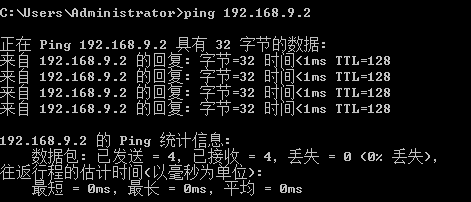 C:\Users\Administrator>ping 192.168.9.2
正在 Ping 192.168.9.2 具有 32 字节的数据:
来自 192.168.9.2 的回复: 字节=32 时间<1ms TTL=128
来自 192.168.9.2 的回复: 字节=32 时间<1ms TTL=128
来自 192.168.9.2 的回复: 字节=32 时间<1ms TTL=128
来自 192.168.9.2 的回复: 字节=32 时间<1ms TTL=128
192.168.9.2 的 Ping 统计信息:
数据包: 已发送 = 4, 已接收 = 4, 丢失 = 0 (0% 丢失),
往返行程的估计时间(以毫秒为单位):
最短 = 0ms, 最长 = 0ms, 平均 = 0ms